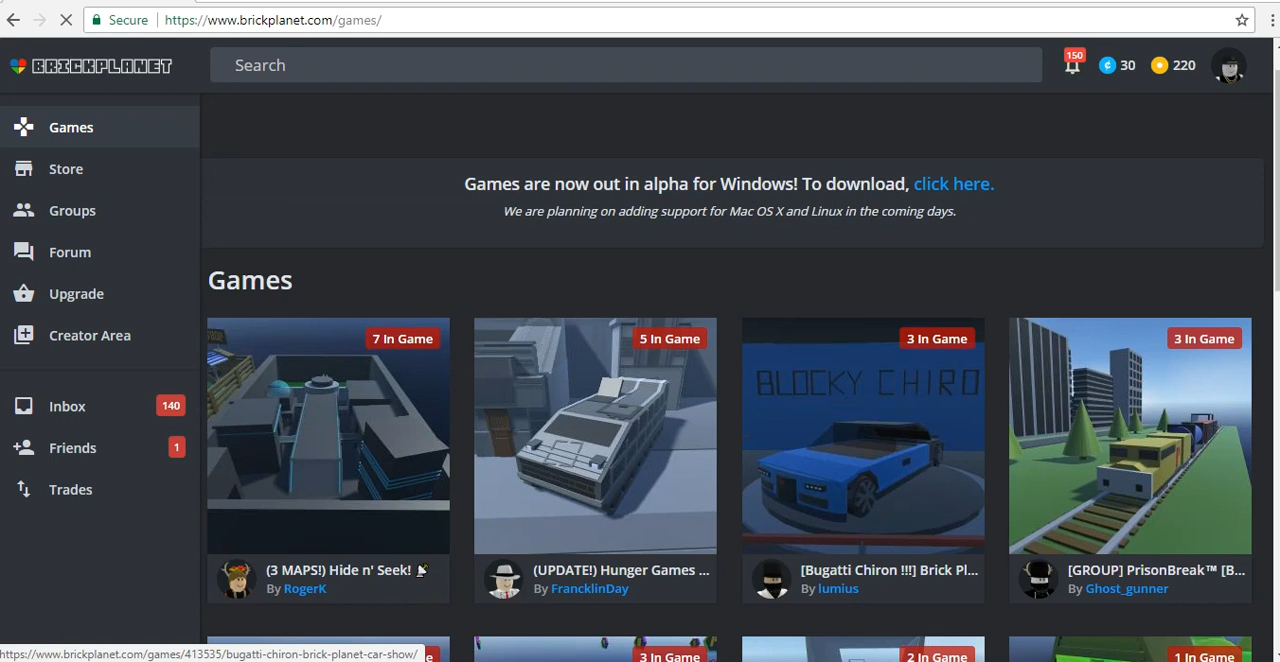 Secure
https://www.brickplanet.com/games/
BRICKPLANET
Search
150
¢ 30
220
Games
Store
Groups
Forum
Upgrade
Creator Area
Inbox 140
Friends 1
Trades
Games are now out in alpha for Windows! To download, click here.
We are planning on adding support for Mac OS X and Linux in the coming days.
Games
7 In Game
(3 MAPS!) Hide n' Seek!
By RogerK
5 In Game
(UPDATE!) Hunger Games ...
By FrancklinDay
3 In Game
BLOCKY CHIRO
[Bugatti Chiron !!!] Brick Pl...
By lumius
3 In Game
[GROUP] PrisonBreak™ [B...
By Ghost_gunner
e
3 In Game
2 In Game
1 In Game
https://www.brickplanet.com/games/413535/bugatti-chiron-brick-planet-car-show/